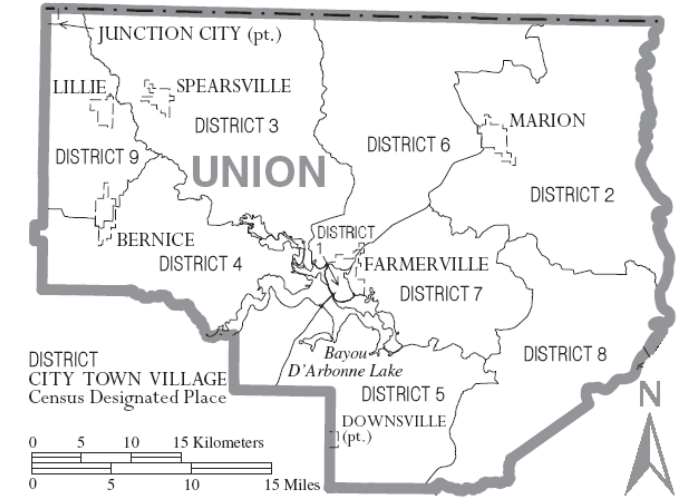 JUNCTION CITY (pt.)
LILLIE
SPEARSVILLE
DISTRICT 3
MARION
DISTRICT 6
DISTRICT 9
UNION
DISTRICT 2
BERNICE
DISTRICT
1
DISTRICT 4
FARMERVILLE
DISTRICT 7
Bayou
D'Arbonne Lake
DISTRICT 8
DISTRICT 5
DOWNSVILLE
(pt.)
DISTRICT
CITY TOWN VILLAGE
Census Designated Place
0 5 10 15 Kilometers
0 5 10 15 Miles
N